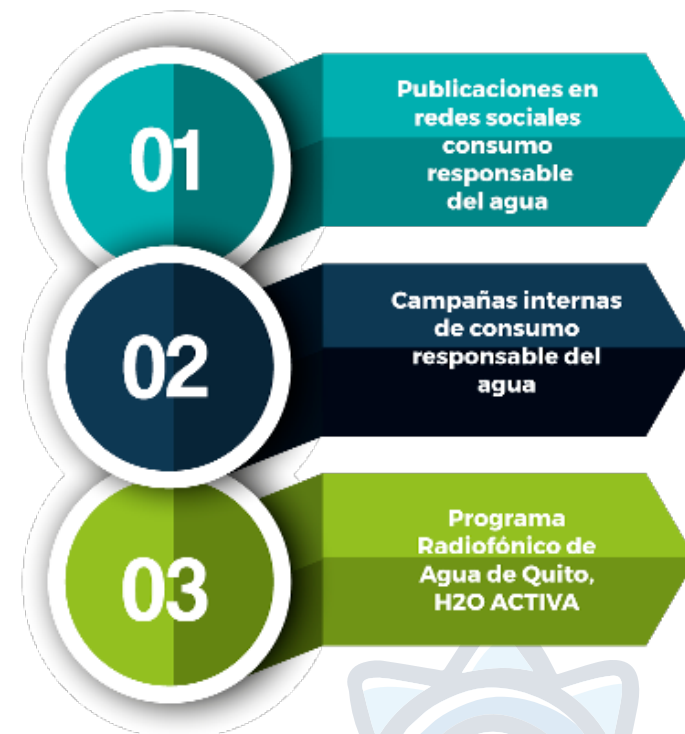 01
Publicaciones en
redes sociales
consumo
responsable
del agua
02
Campañas internas
de consumo
responsable del
agua
03
Programa
Radiofónico de
Agua de Quito,
H2O ACTIVA